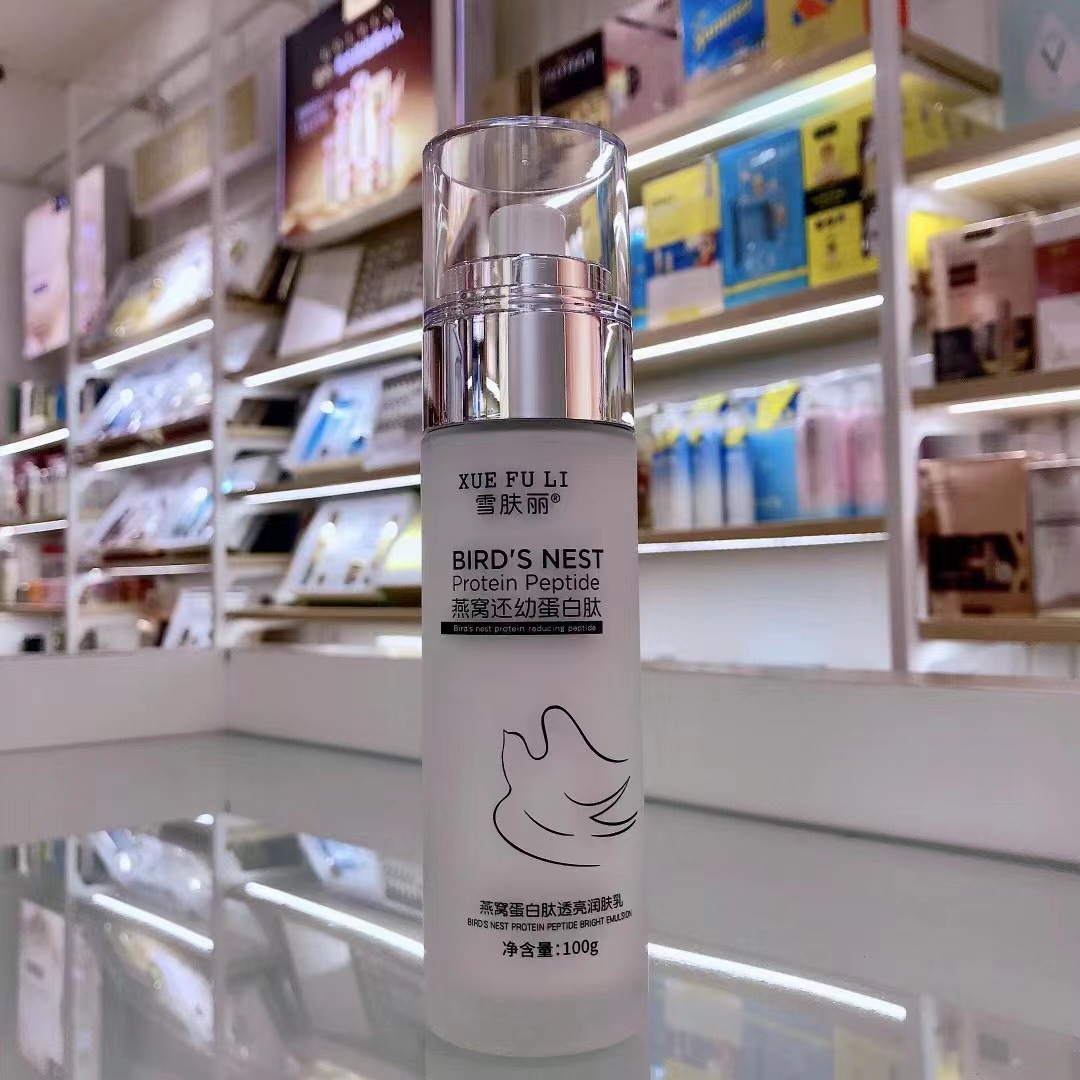 XUE FU LI
雪肤丽®
BIRD'S NEST
Protein Peptide
燕窝还幼蛋白肽
Bird's nest protein reducing peptide
燕窝蛋白肽透亮润肤乳
BIRD'S NEST PROTEIN PEPTIDE BRIGHT EMULSION
净含量:100g